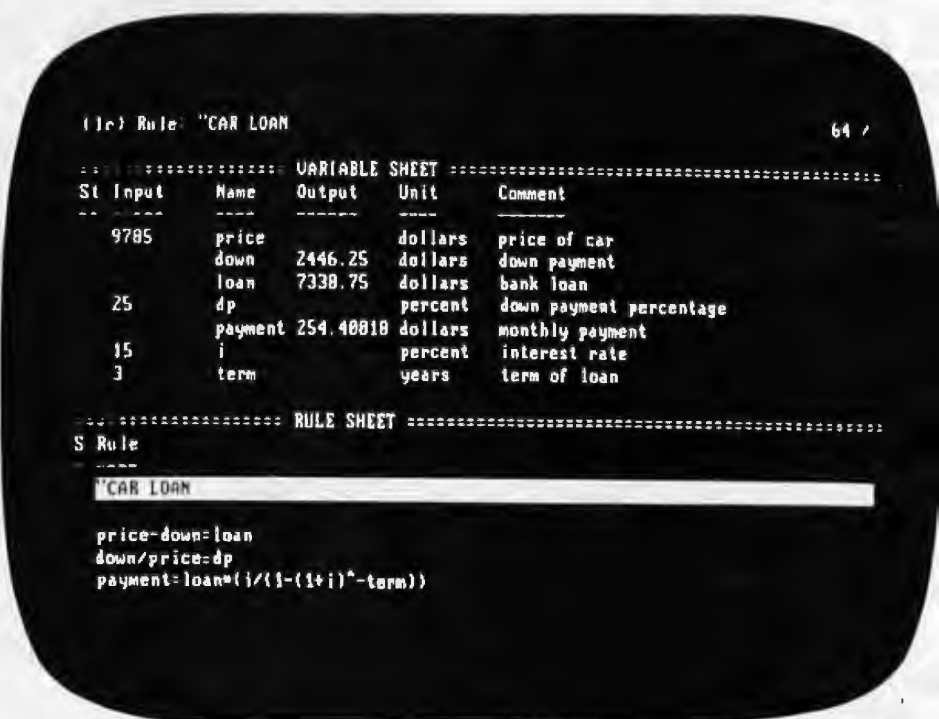 (1r) Rule: "CAR LOAN 64 /
VARIABLE SHEET
St Input Name Output Unit Comment
9785 price dollars price of car
down 2446.25 dollars down payment
loan 7338.75 dollars bank loan
25 dp percent down payment percentage
payment 254.40018 dollars monthly payment
15 i percent interest rate
3 term years term of loan
RULE SHEET
S Rule
"CAR LOAN
price-down=loan
down/price=dp
payment=loan*(i/(1-(1+i)^-term))